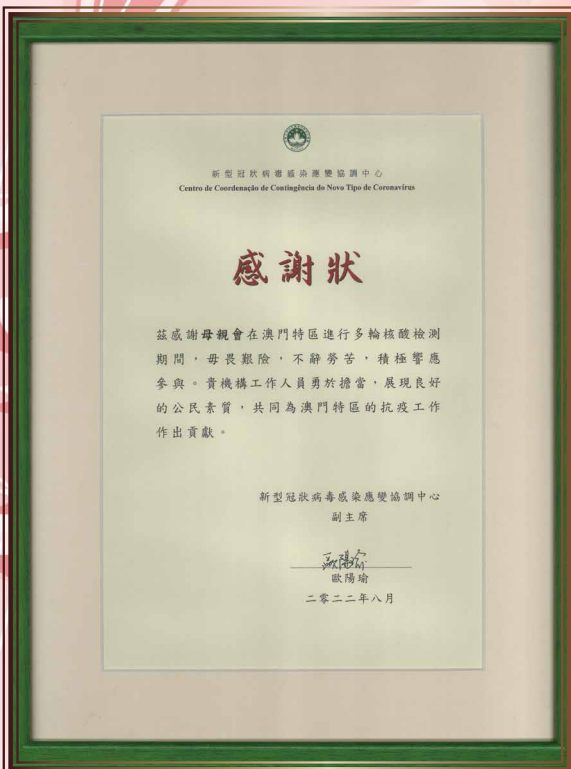 新型冠狀病毒感染應變協調中心
Centro de Coordenação de Contingência do Novo Tipo de Coronavírus
感謝狀
茲感謝母親會在澳門特區進行多輪核酸檢測
期間，毋畏艱險，不辭勞苦，積極響應
參與。貴機構工作人員勇於擔當，展現良好
的公民素質，共同為澳門特區的抗疫工作
作出貢獻。
新型冠狀病毒感染應變協調中心
副主席
歐陽瑜
歐陽瑜
二零二二年八月